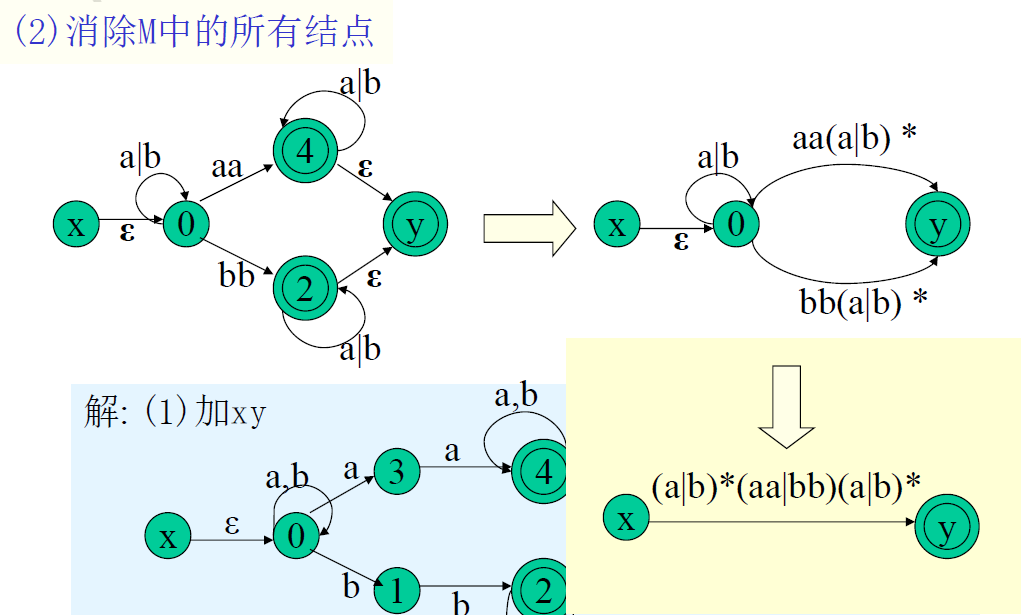 (2)消除M中的所有结点
a|b
a|b
aa
4
ε
x
ε
0
y
bb
2
ε
a|b
a|b
aa(a|b) *
x
ε
0
y
bb(a|b) *
解: (1)加xy
a,b
a,b
a
3
a
4
x
ε
0
b
1
b
2
(a|b)*(aa|bb)(a|b)*
x
y